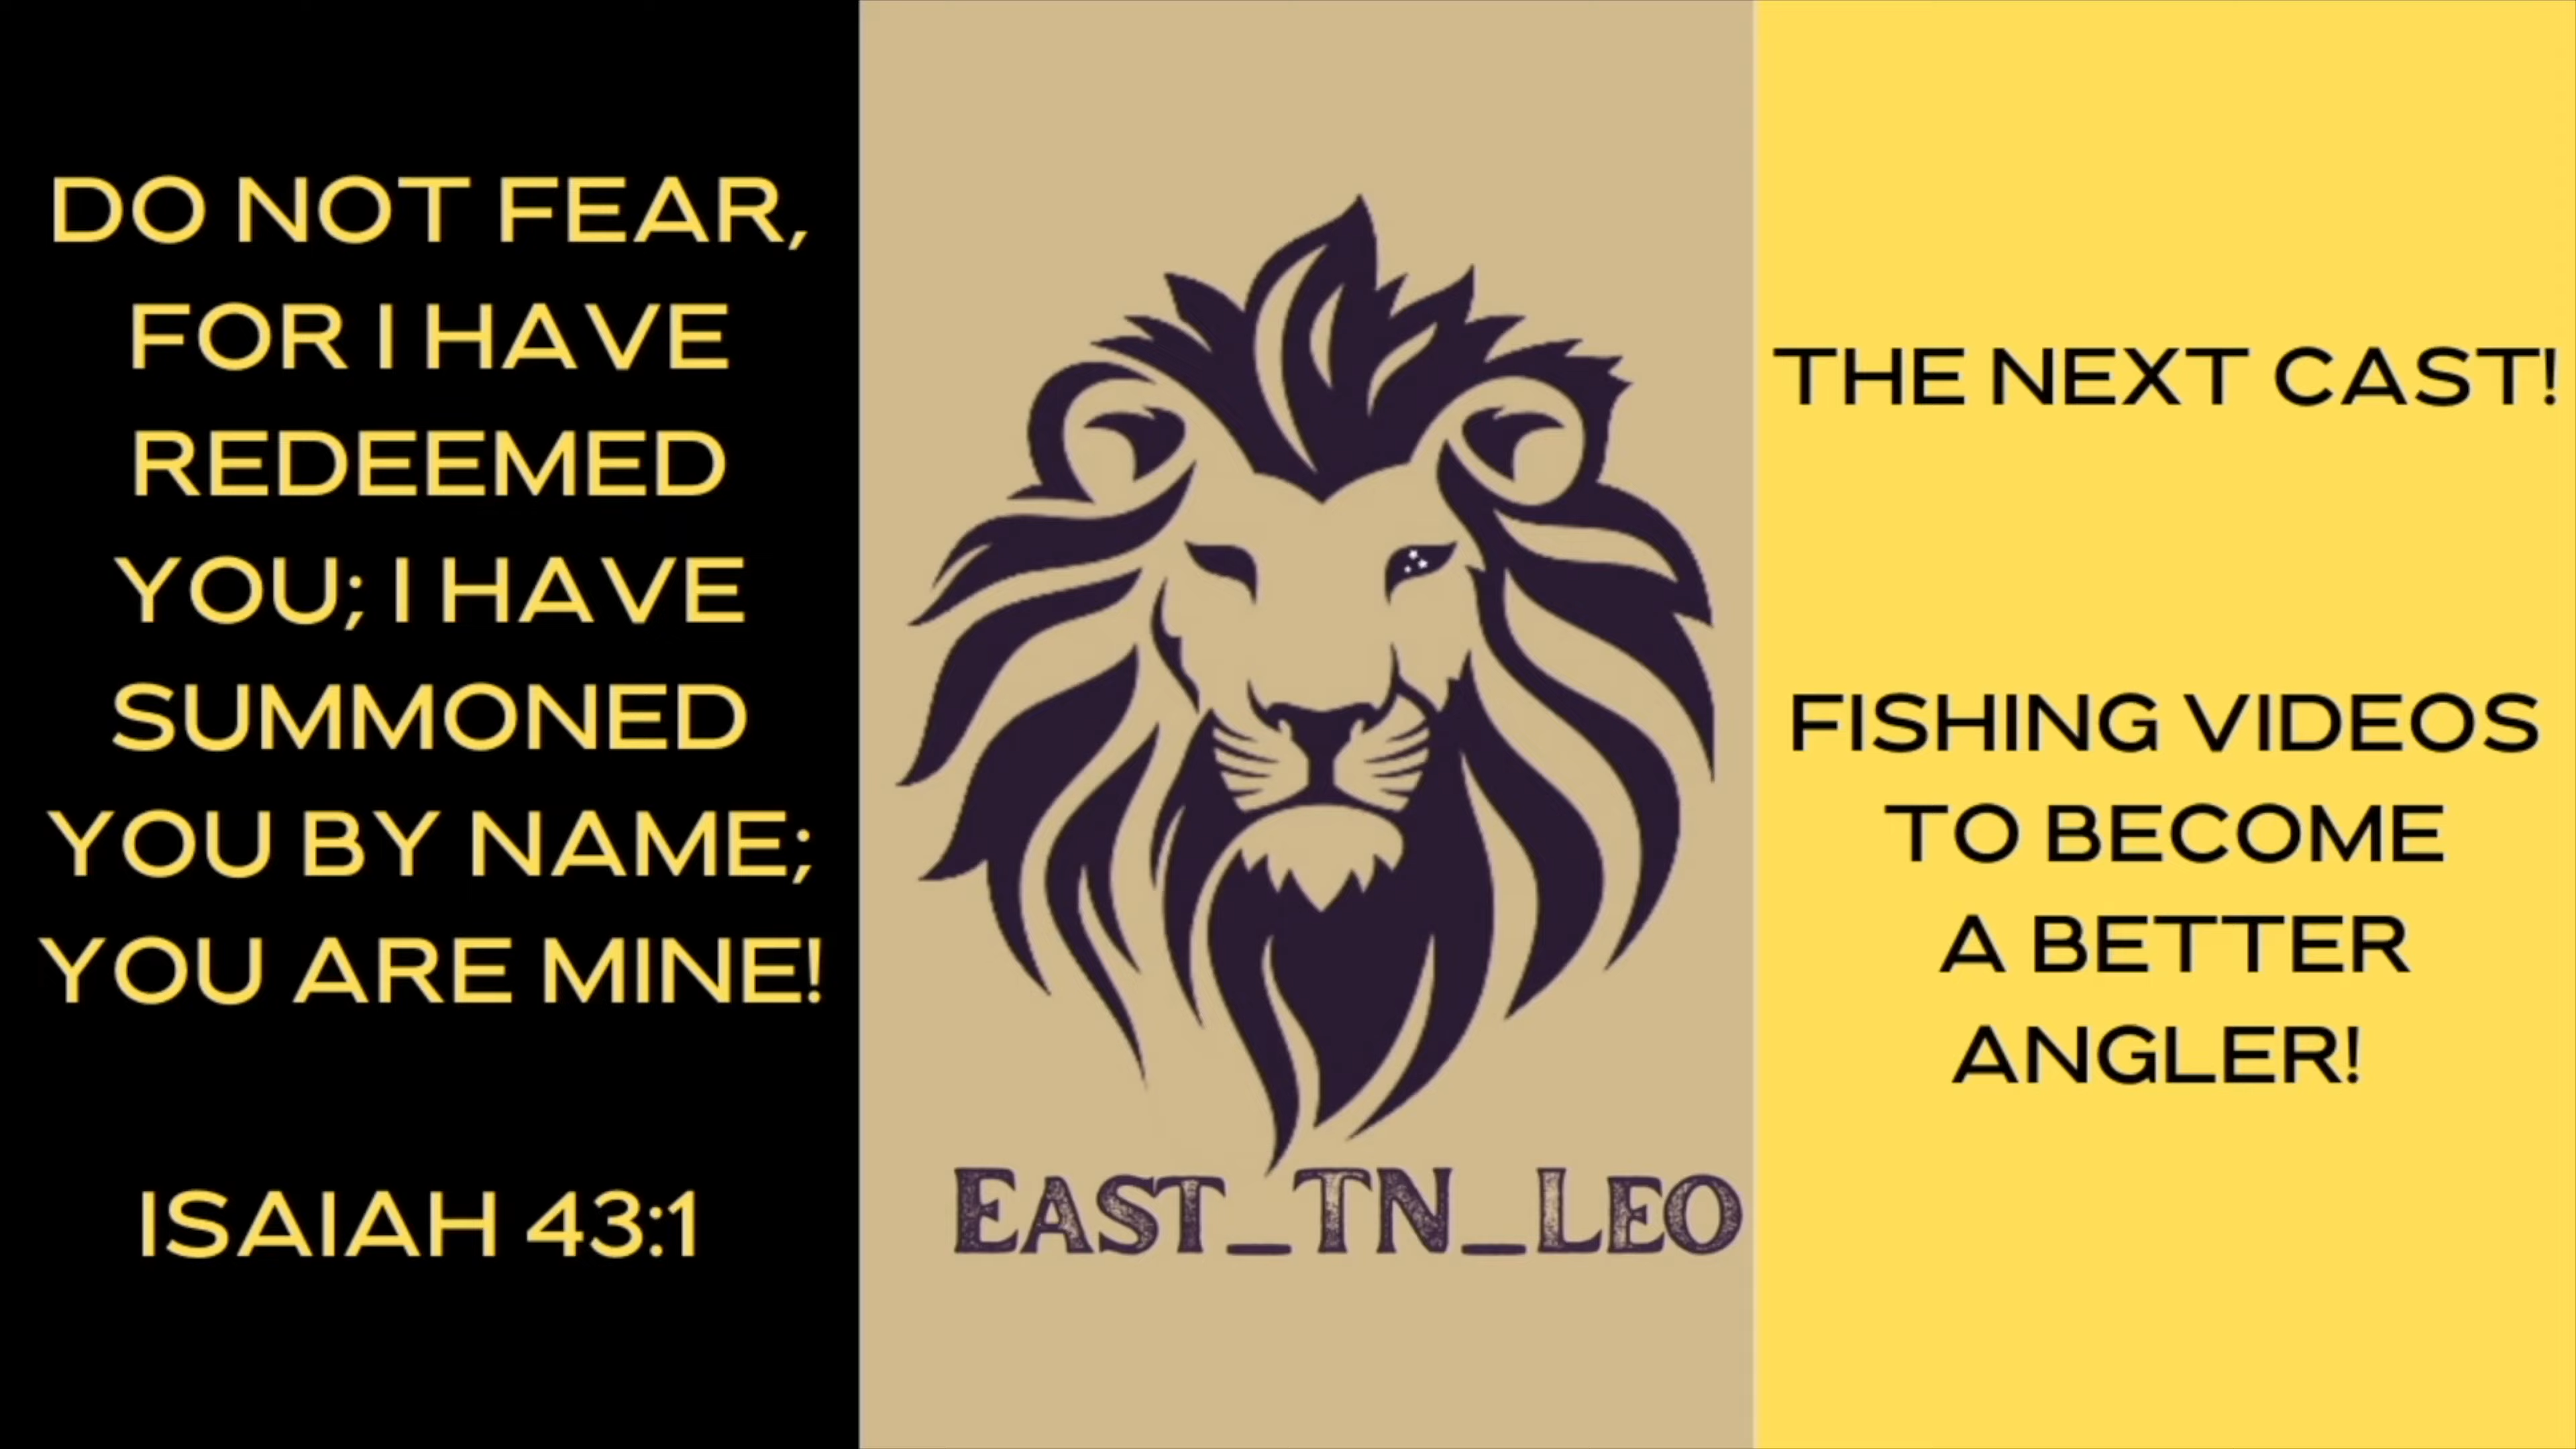 DO NOT FEAR,
FOR I HAVE
REDEEMED
YOU; I HAVE
SUMMONED
YOU BY NAME;
YOU ARE MINE!
ISAIAH 43:1
EAST_TN_LEO
THE NEXT CAST!
FISHING VIDEOS
TO BECOME
A BETTER
ANGLER!